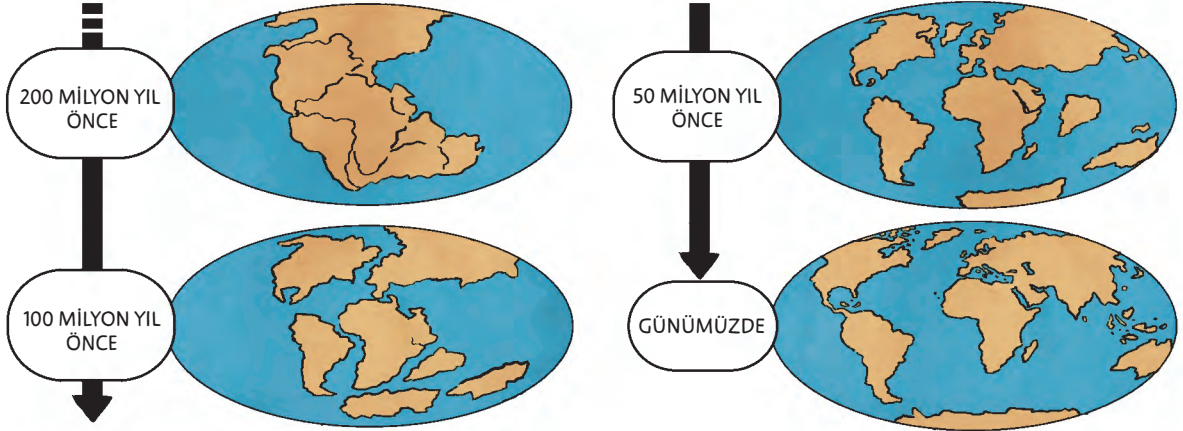 200 MİLYON YIL
ÖNCE
100 MİLYON YIL
ÖNCE
50 MİLYON YIL
ÖNCE
GÜNÜMÜZDE